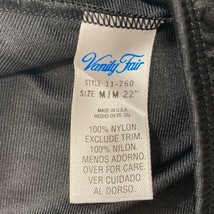 Vanity Fair
STYLE 11-760
SIZE M/M 22"
MADE IN U.S.A.
HECHO EN EE. UU.
100% NYLON.
EXCLUDE TRIM.
100% NILON.
MENOS ADORNO.
OVER FOR CARE.
VER CUIDADO
AL DORSO.